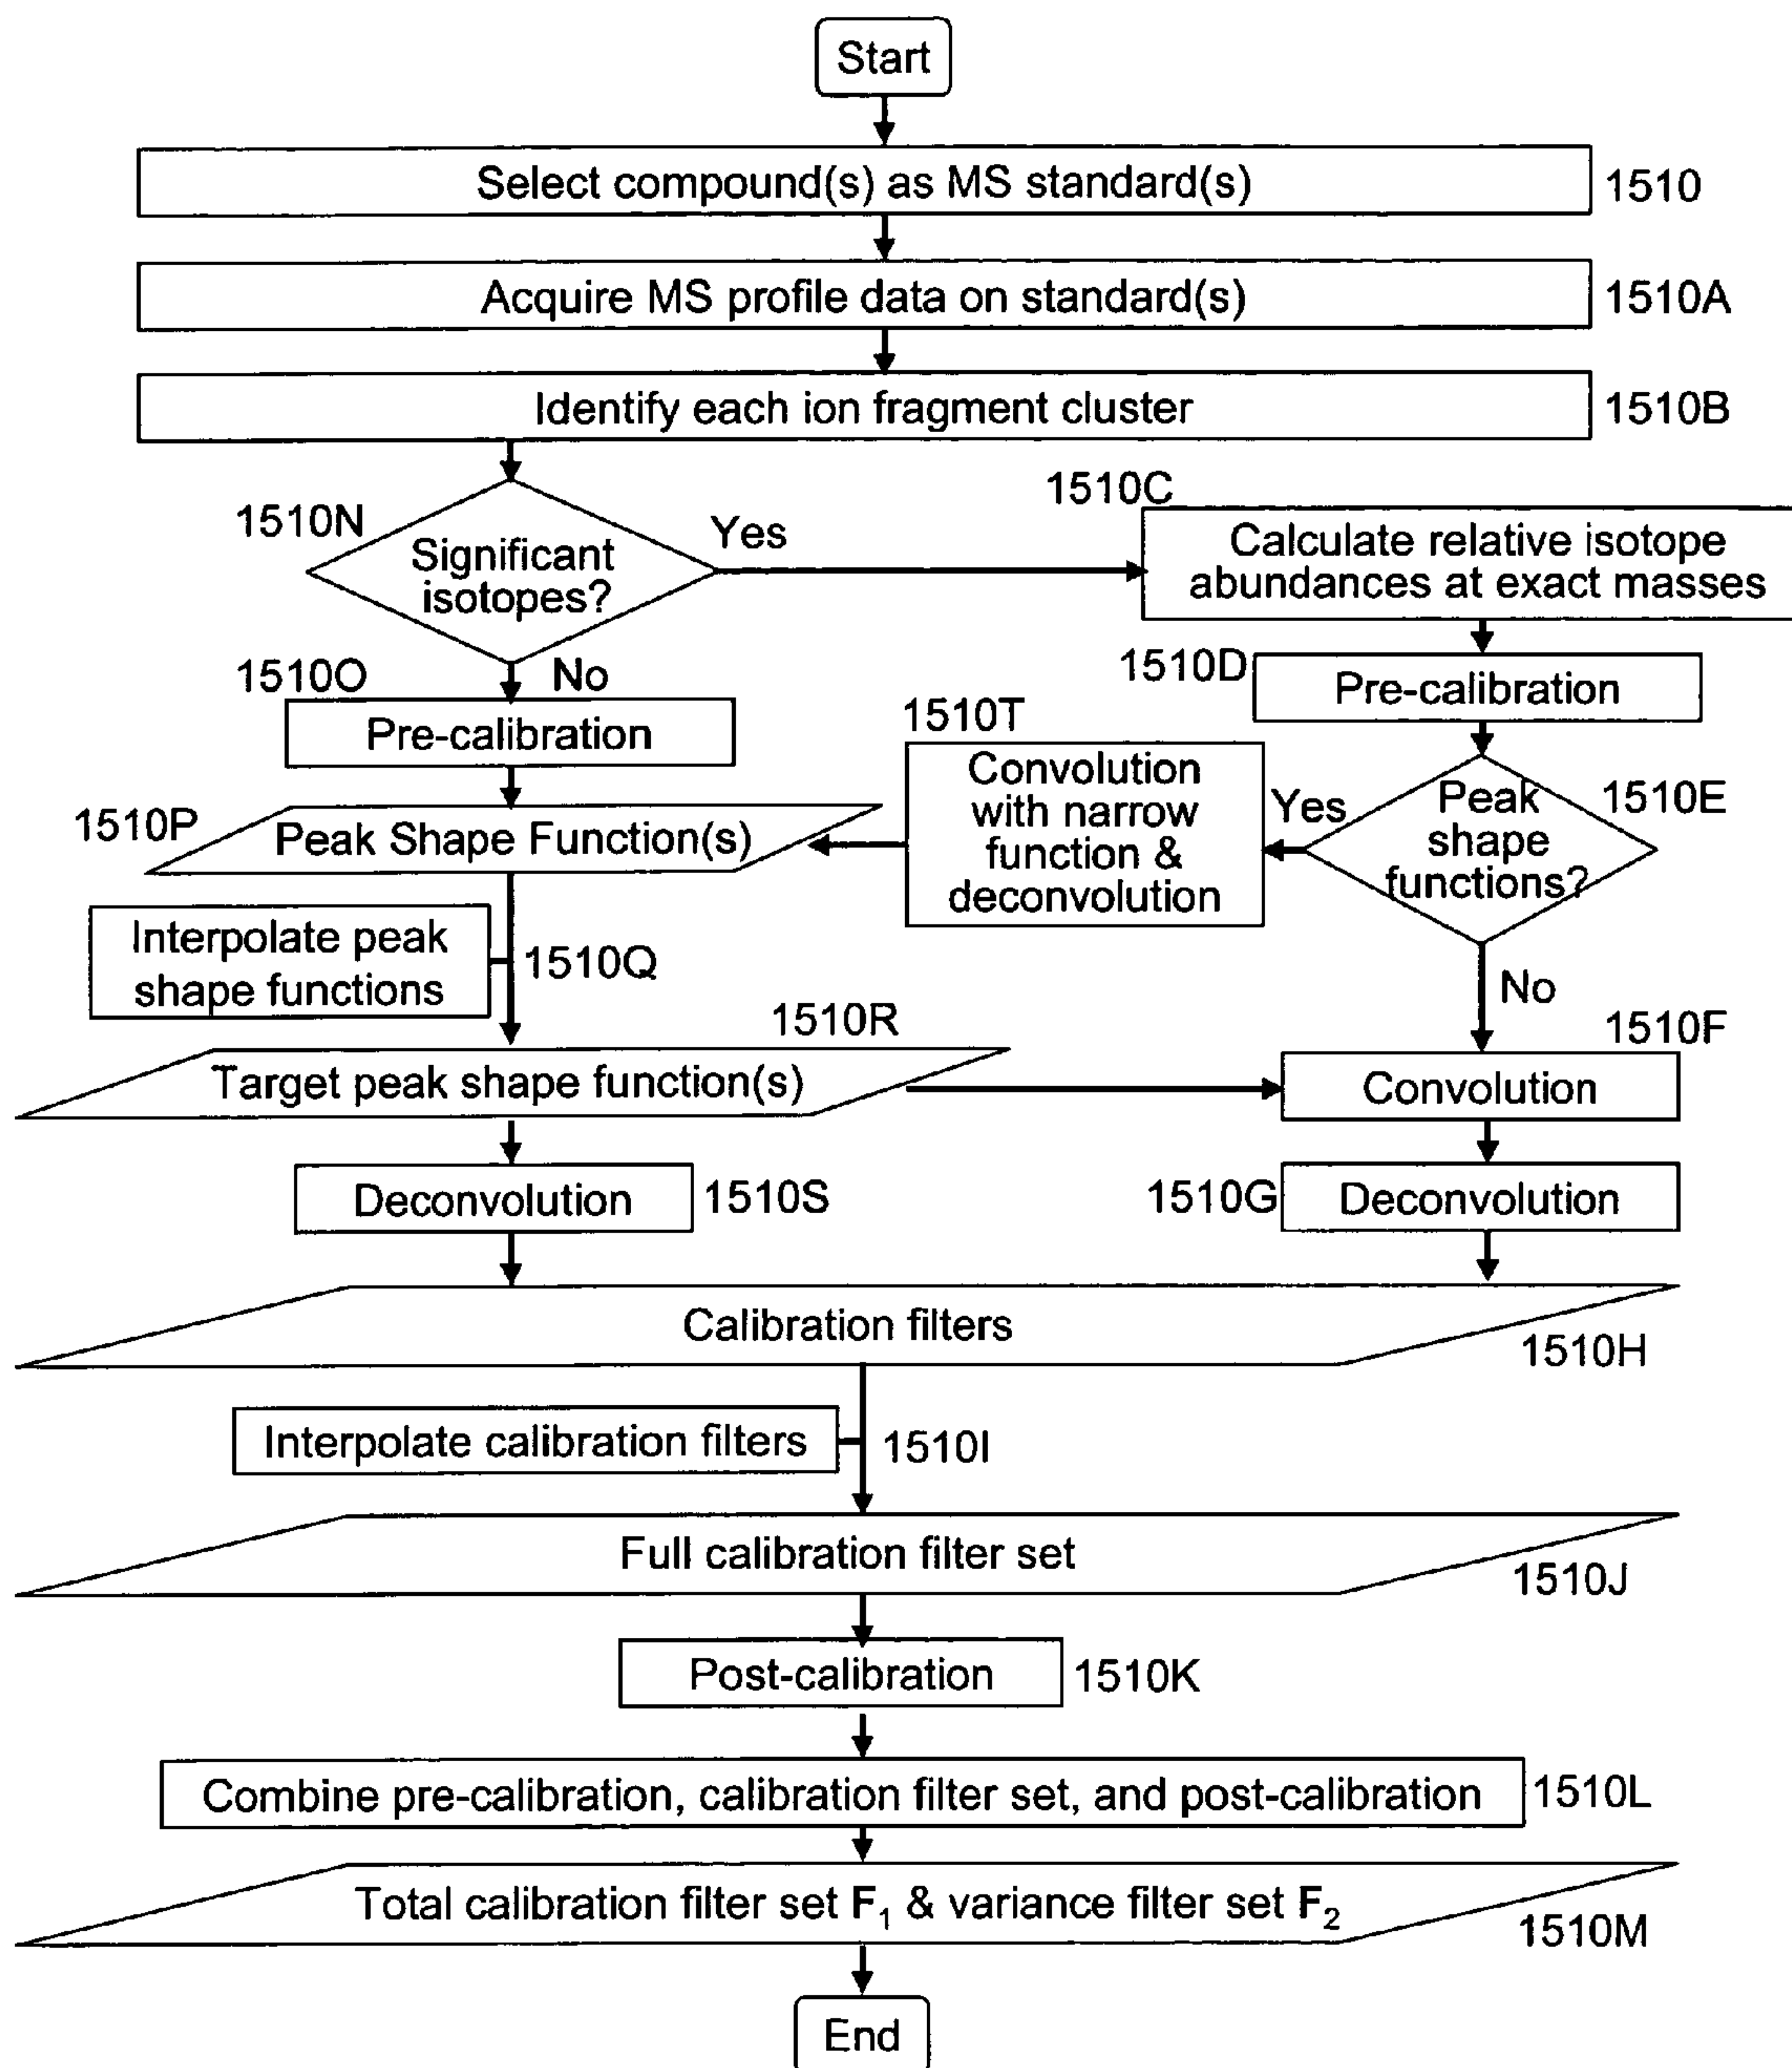 Start
Select compound(s) as MS standard(s)
1510
Acquire MS profile data on standard(s)
1510A
Identify each ion fragment cluster
1510B
1510N
Significant
isotopes?
Yes
1510C
Calculate relative isotope
abundances at exact masses
1510O
No
Pre-calibration
1510D
Pre-calibration
1510T
Convolution
with narrow
function &
deconvolution
Yes
Peak
shape
functions?
1510E
1510P
Peak Shape Function(s)
Interpolate peak
shape functions
1510Q
No
1510R
Target peak shape function(s)
1510F
Convolution
Deconvolution
1510S
1510G
Deconvolution
Calibration filters
1510H
Interpolate calibration filters
1510I
Full calibration filter set
1510J
Post-calibration
1510K
Combine pre-calibration, calibration filter set, and post-calibration
1510L
Total calibration filter set F₁ & variance filter set F₂
1510M
End